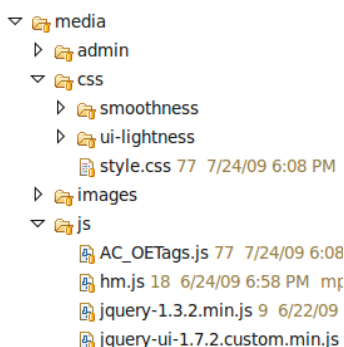 media
admin
css
smoothness
ui-lightness
style.css 77 7/24/09 6:08 PM
images
js
AC_OETags.js 77 7/24/09 6:08
hm.js 18 6/24/09 6:58 PM mp
jquery-1.3.2.min.js 9 6/22/09
jquery-ui-1.7.2.custom.min.js